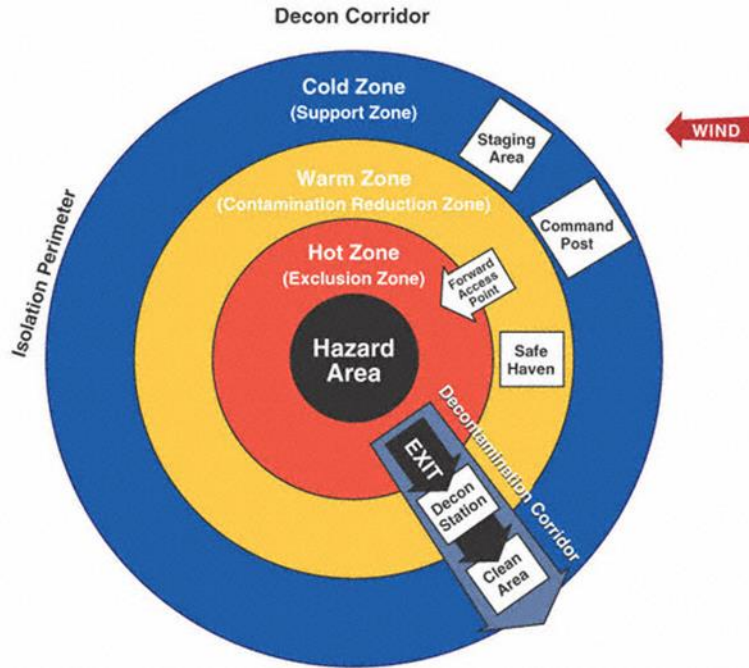 Decon Corridor
Cold Zone
(Support Zone)
WIND
Staging
Area
Warm Zone
(Contamination Reduction Zone)
Command
Post
Isolation Perimeter
Hot Zone
(Exclusion Zone)
Forward
Access
Point
Hazard
Area
Safe
Haven
Decontamination Corridor
EXIT
Decon
Station
Clean
Area